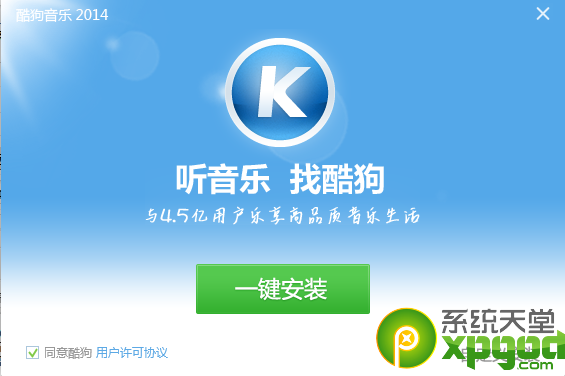 酷狗音乐 2014
K
听音乐 找酷狗
与4.5亿用户乐享高品质音乐生活
一键安装
同意酷狗 用户许可协议
系统天堂
xpgod